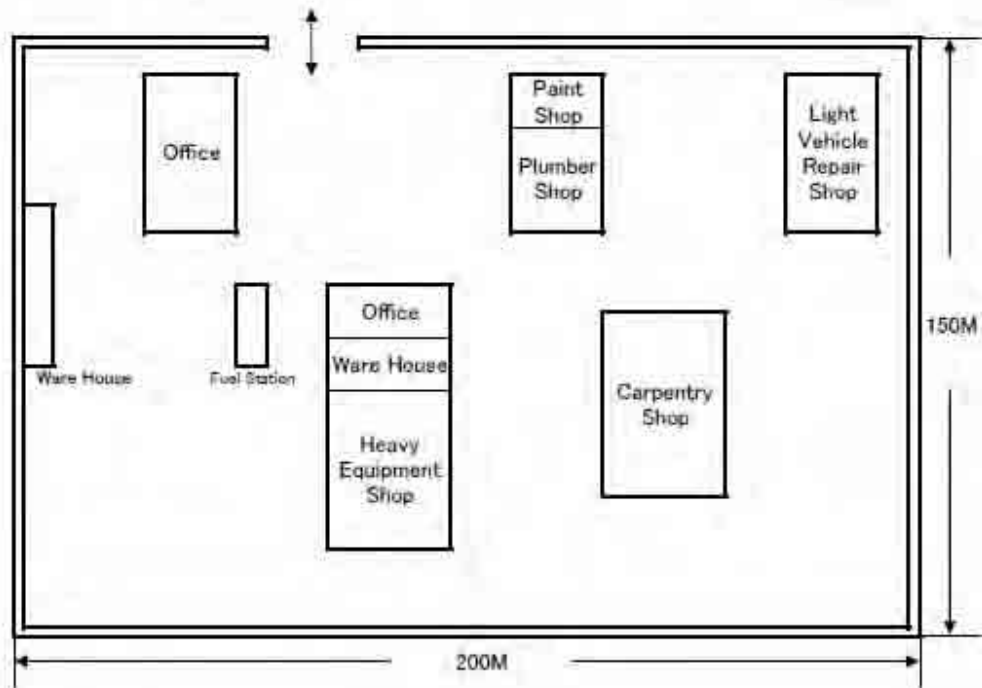 Office
Paint
Shop
Plumber
Shop
Light
Vehicle
Repair
Shop
Ware House
Fuel Station
Office
Ware House
Heavy
Equipment
Shop
Carpentry
Shop
150M
200M